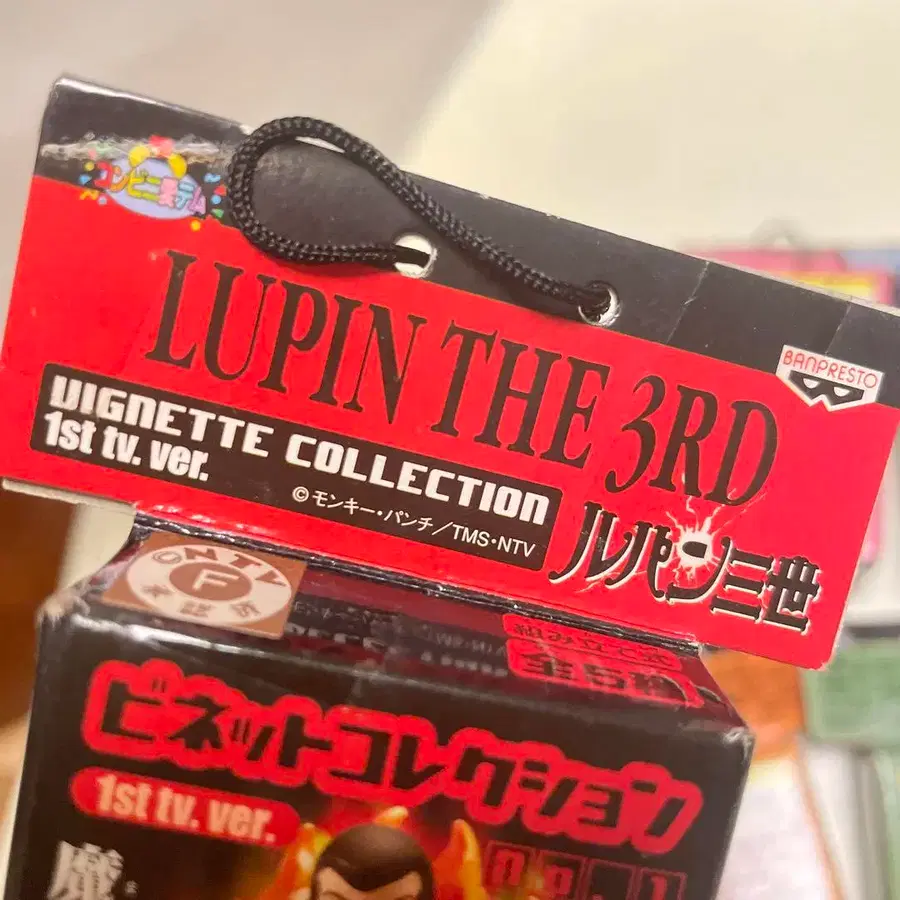 コンビニ
LUPIN THE 3RD
BANPRESTO
VIGNETTE COLLECTION
1st tv. ver.
©モンキー・パンチ/TMS・NTV
ルパン三世
©NTV
F
ビネットコレクション
1st tv. ver.
魔